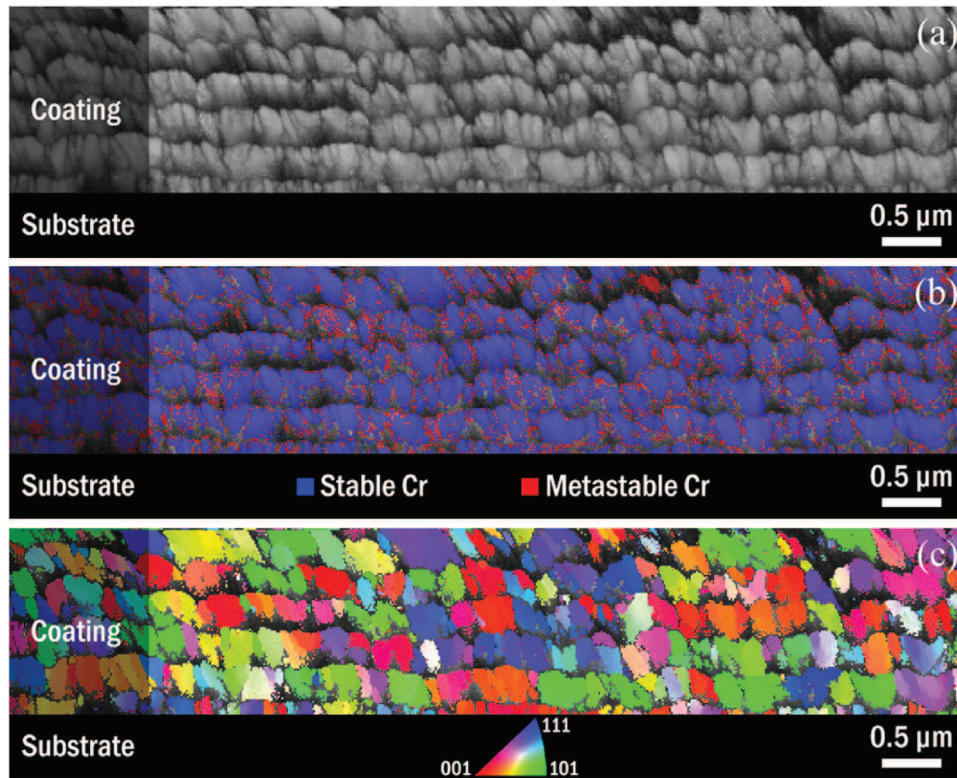 (a)
Coating
Substrate
0.5 μm
(b)
Coating
Substrate
Stable Cr
Metastable Cr
0.5 μm
(c)
Coating
Substrate
111
001
101
0.5 μm